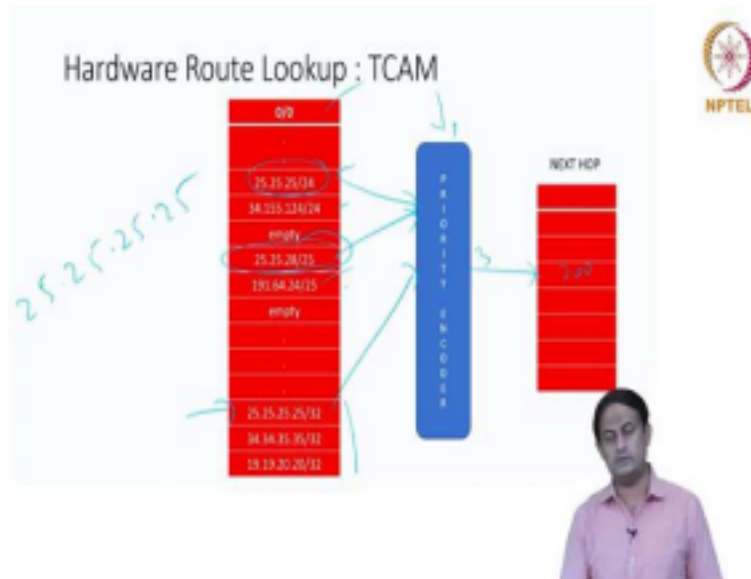 Hardware Route Lookup : TCAM
NPTEL
0/0
.
.
25.25.25/24
34.155.124/24
empty
25.25.28/25
191.64.24/25
empty
.
.
.
25.25.25.25/32
34.34.35.35/32
19.19.20.20/32
25.25.25.25
PRIORITY ENCODER
3
NEXT HOP
300